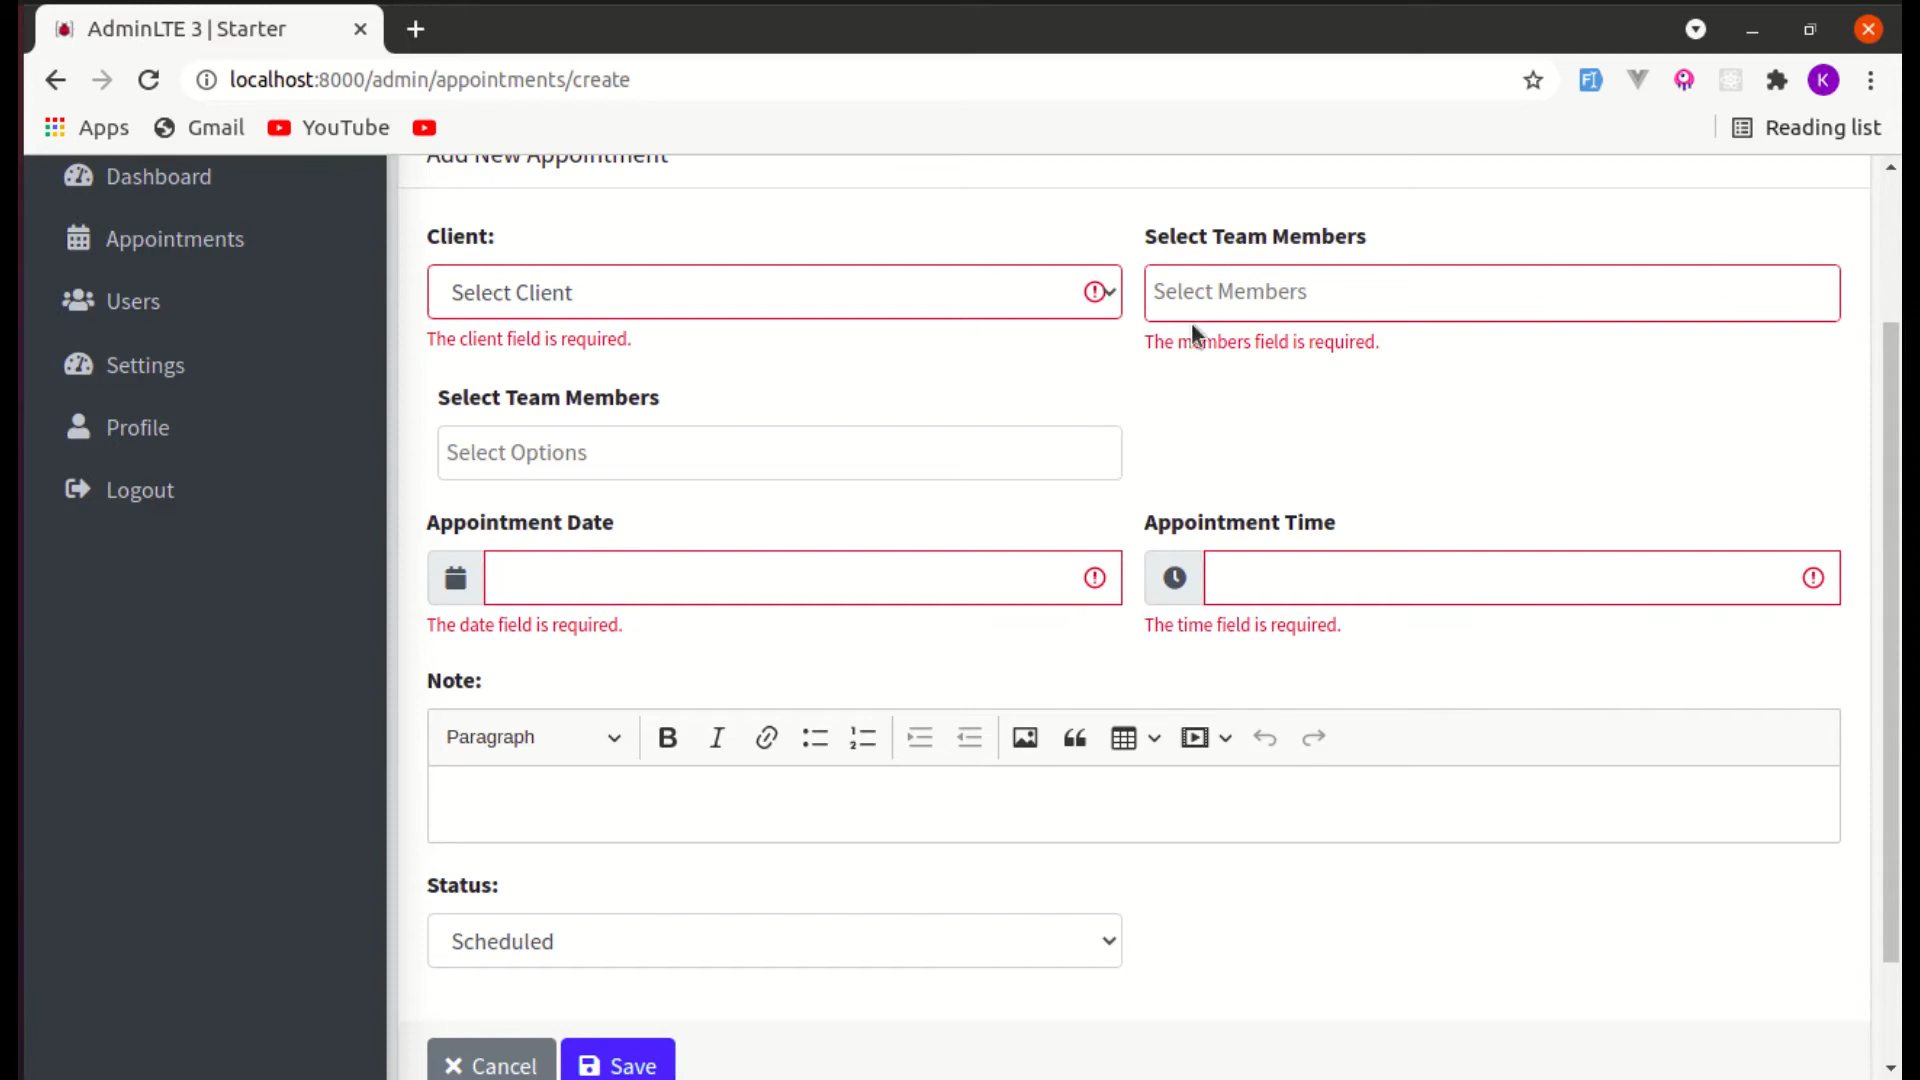 AdminLTE 3 | Starter
localhost:8000/admin/appointments/create
K
Apps
Gmail
YouTube
Reading list
Dashboard
Appointments
Users
Settings
Profile
Logout
Add New Appointment
Client:
Select Team Members
Select Client
Select Members
The client field is required.
The members field is required.
Select Team Members
Select Options
Appointment Date
Appointment Time
The date field is required.
The time field is required.
Note:
Paragraph
Status:
Scheduled
Cancel
Save